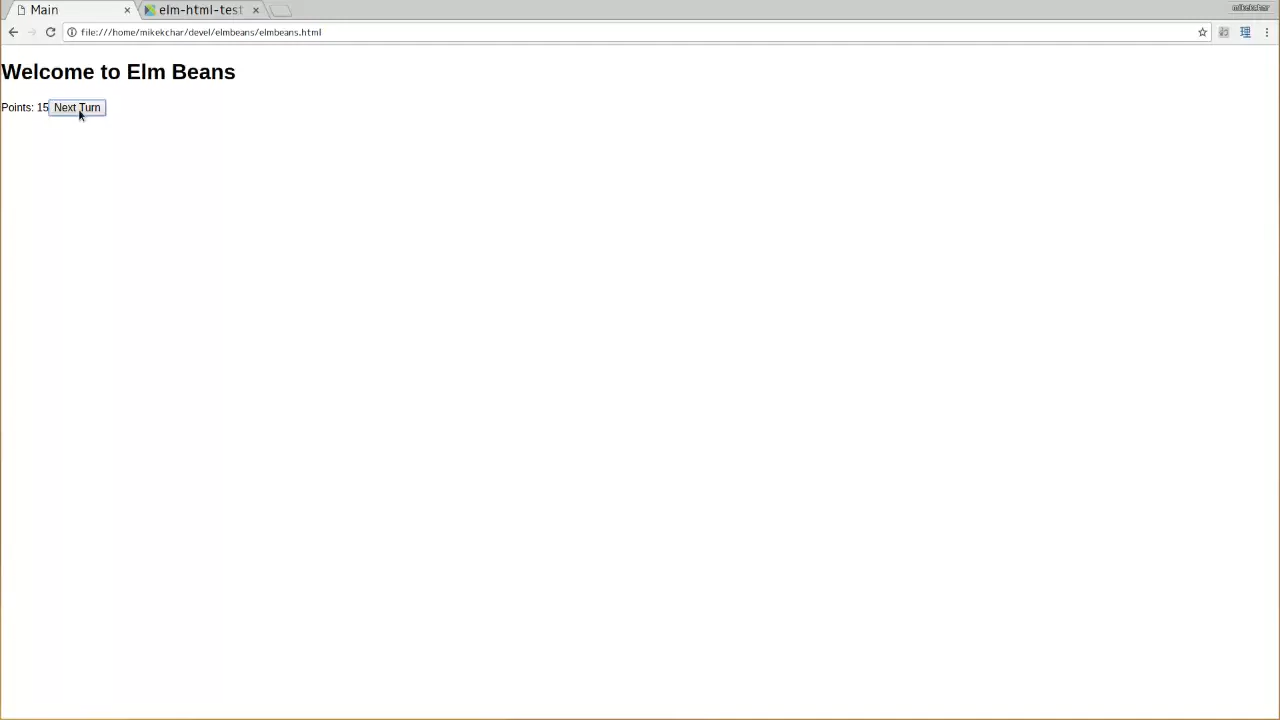 Main
elm-html-test
mikekchar
file:///home/mikekchar/devel/elmbeans/elmbeans.html
Welcome to Elm Beans
Points: 15 Next Turn